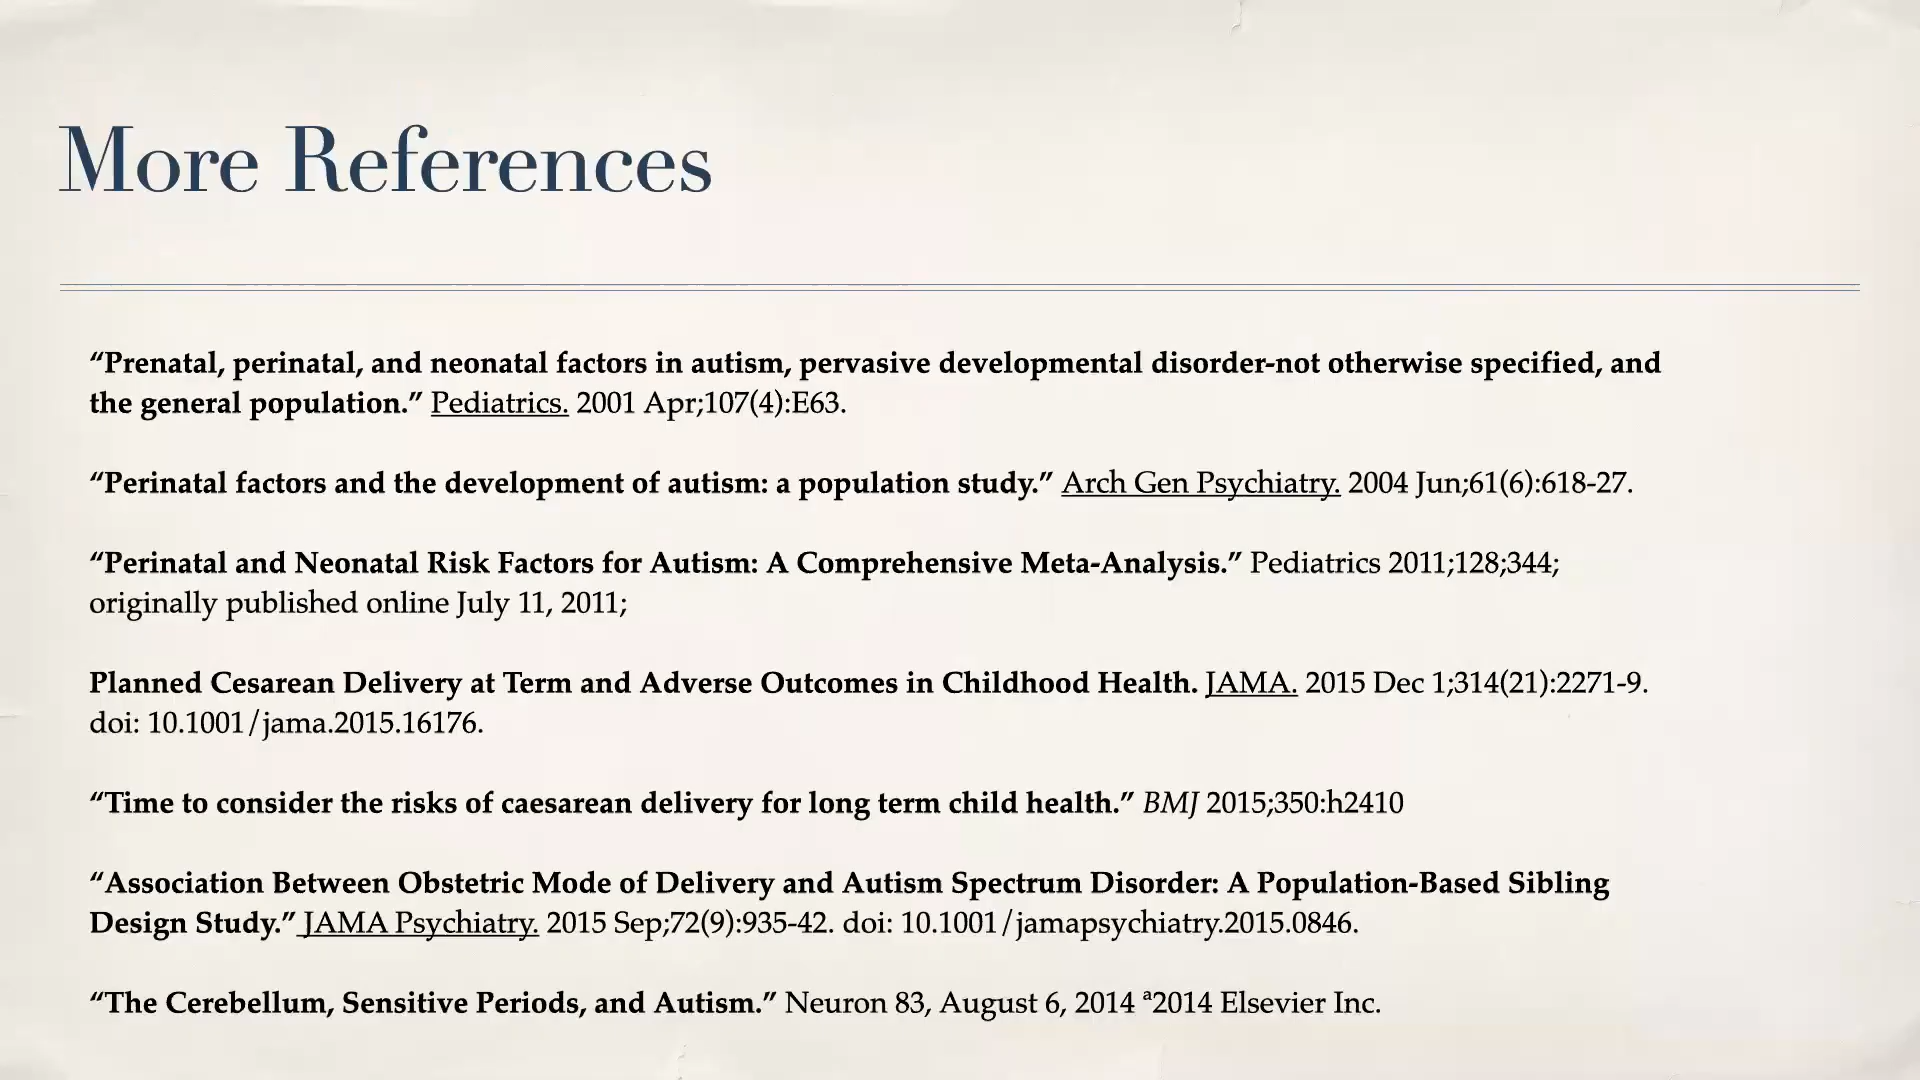 More References
“Prenatal, perinatal, and neonatal factors in autism, pervasive developmental disorder-not otherwise specified, and
the general population.” Pediatrics. 2001 Apr;107(4):E63.
“Perinatal factors and the development of autism: a population study.” Arch Gen Psychiatry. 2004 Jun;61(6):618-27.
“Perinatal and Neonatal Risk Factors for Autism: A Comprehensive Meta-Analysis.” Pediatrics 2011;128;344;
originally published online July 11, 2011;
Planned Cesarean Delivery at Term and Adverse Outcomes in Childhood Health. JAMA. 2015 Dec 1;314(21):2271-9.
doi: 10.1001/jama.2015.16176.
“Time to consider the risks of caesarean delivery for long term child health.” BMJ 2015;350:h2410
“Association Between Obstetric Mode of Delivery and Autism Spectrum Disorder: A Population-Based Sibling
Design Study.” JAMA Psychiatry. 2015 Sep;72(9):935-42. doi: 10.1001/jamapsychiatry.2015.0846.
“The Cerebellum, Sensitive Periods, and Autism.” Neuron 83, August 6, 2014 ª2014 Elsevier Inc.